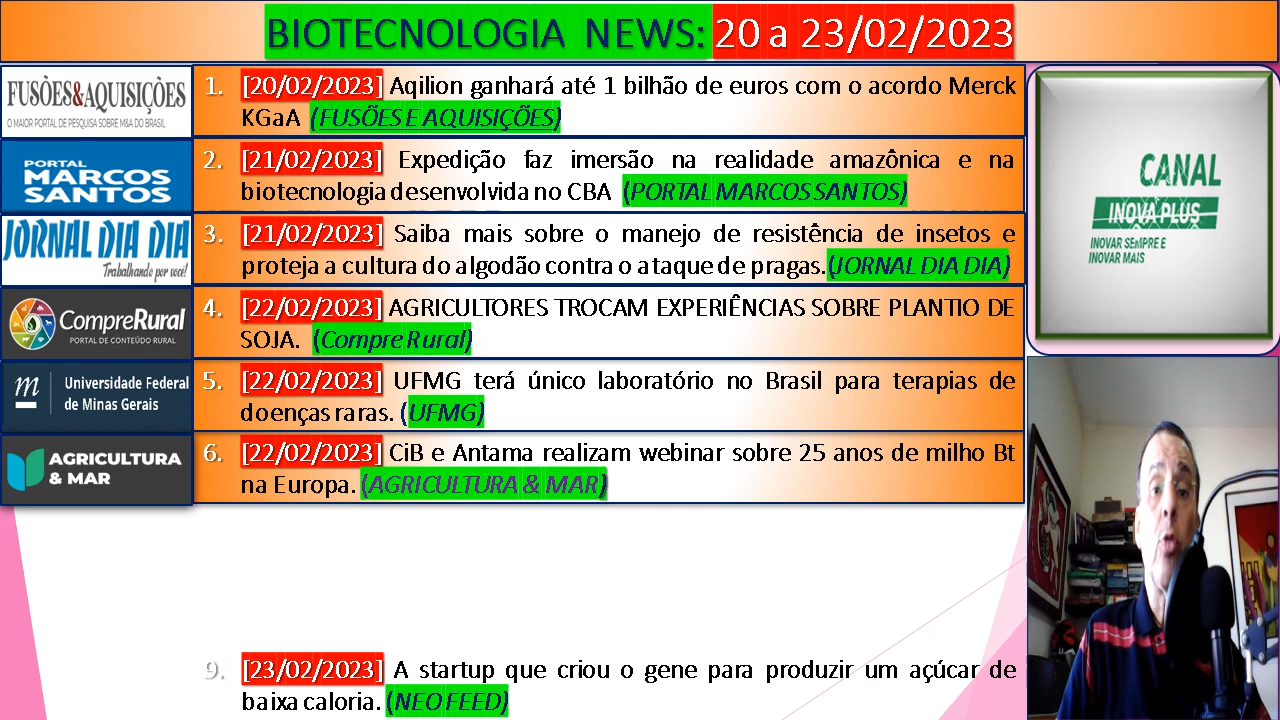 BIOTECNOLOGIA NEWS: 20 a 23/02/2023
FUSÕES&AQUISIÇÕES
O MAIOR PORTAL DE PESQUISA SOBRE M&A DO BRASIL
1. [20/02/2023] Aqilion ganhará até 1 bilhão de euros com o acordo Merck
KGaA (FUSÕES E AQUISIÇÕES)
PORTAL
MARCOS
SANTOS
2. [21/02/2023] Expedição faz imersão na realidade amazônica e na
biotecnologia desenvolvida no CBA (PORTAL MARCOS SANTOS)
JORNAL DIA DIA
Trabalhando por você!
3. [21/02/2023] Saiba mais sobre o manejo de resistência de insetos e
proteja a cultura do algodão contra o ataque de pragas.(JORNAL DIA DIA)
CompreRural
PORTAL DE CONTEÚDO RURAL
4. [22/02/2023] AGRICULTORES TROCAM EXPERIÊNCIAS SOBRE PLANTIO DE
SOJA. (Compre Rural)
m
Universidade Federal
de Minas Gerais
5. [22/02/2023] UFMG terá único laboratório no Brasil para terapias de
doenças raras. (UFMG)
AGRICULTURA
& MAR
6. [22/02/2023] CiB e Antama realizam webinar sobre 25 anos de milho Bt
na Europa. (AGRICULTURA & MAR)
9. [23/02/2023] A startup que criou o gene para produzir um açúcar de
baixa caloria. (NEO FEED)
CANAL
INOVA PLUS
INOVAR SEMPRE E
INOVAR MAIS